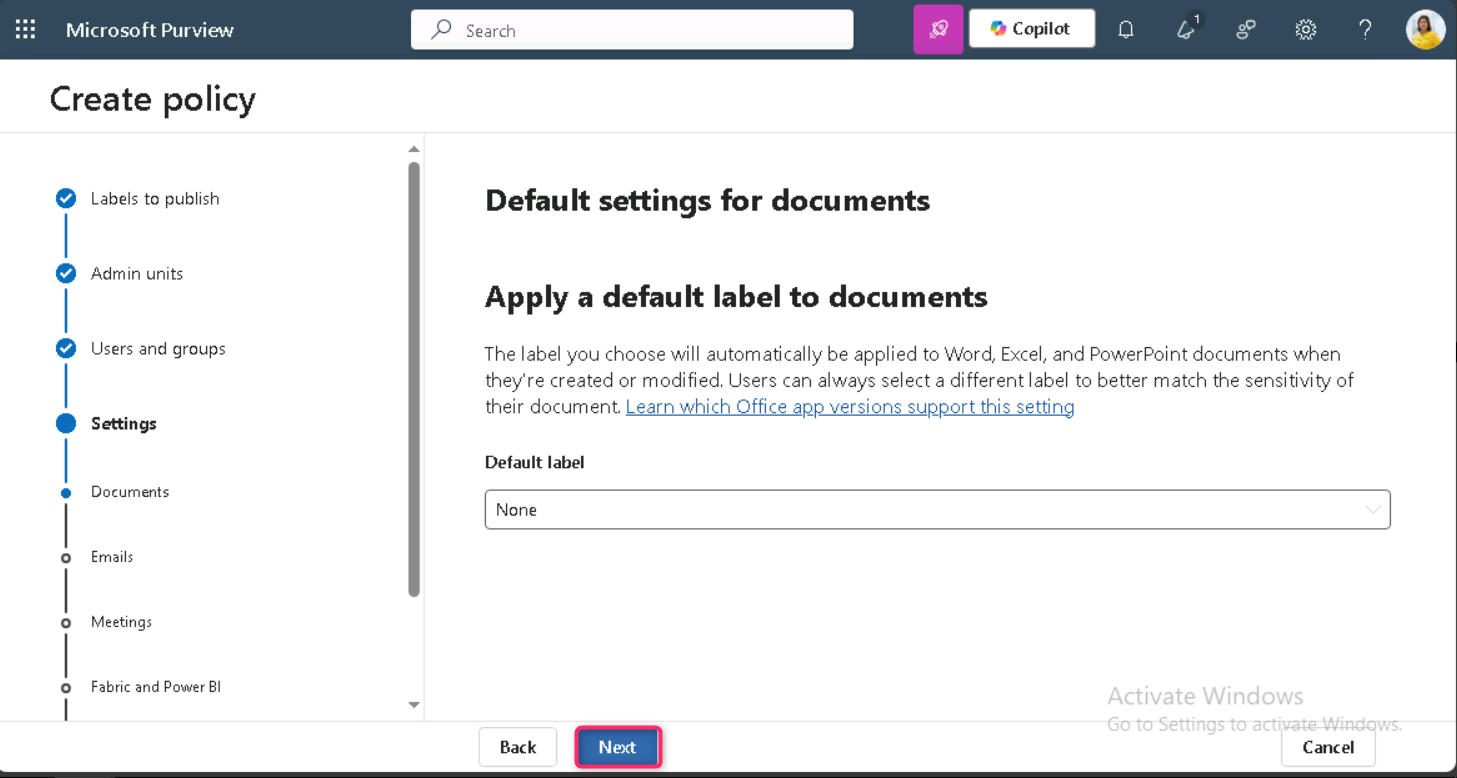 Microsoft Purview
Search
Copilot
1
?
Create policy
Labels to publish
Admin units
Users and groups
Settings
Documents
Emails
Meetings
Fabric and Power BI
Default settings for documents
Apply a default label to documents
The label you choose will automatically be applied to Word, Excel, and PowerPoint documents when
they're created or modified. Users can always select a different label to better match the sensitivity of
their document. Learn which Office app versions support this setting
Default label
None
Activate Windows
Go to Settings to activate Windows.
Back
Next
Cancel